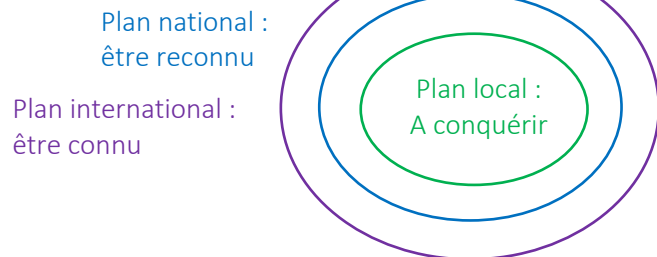 Plan national :
être reconnu
Plan international :
être connu
Plan local :
A conquérir